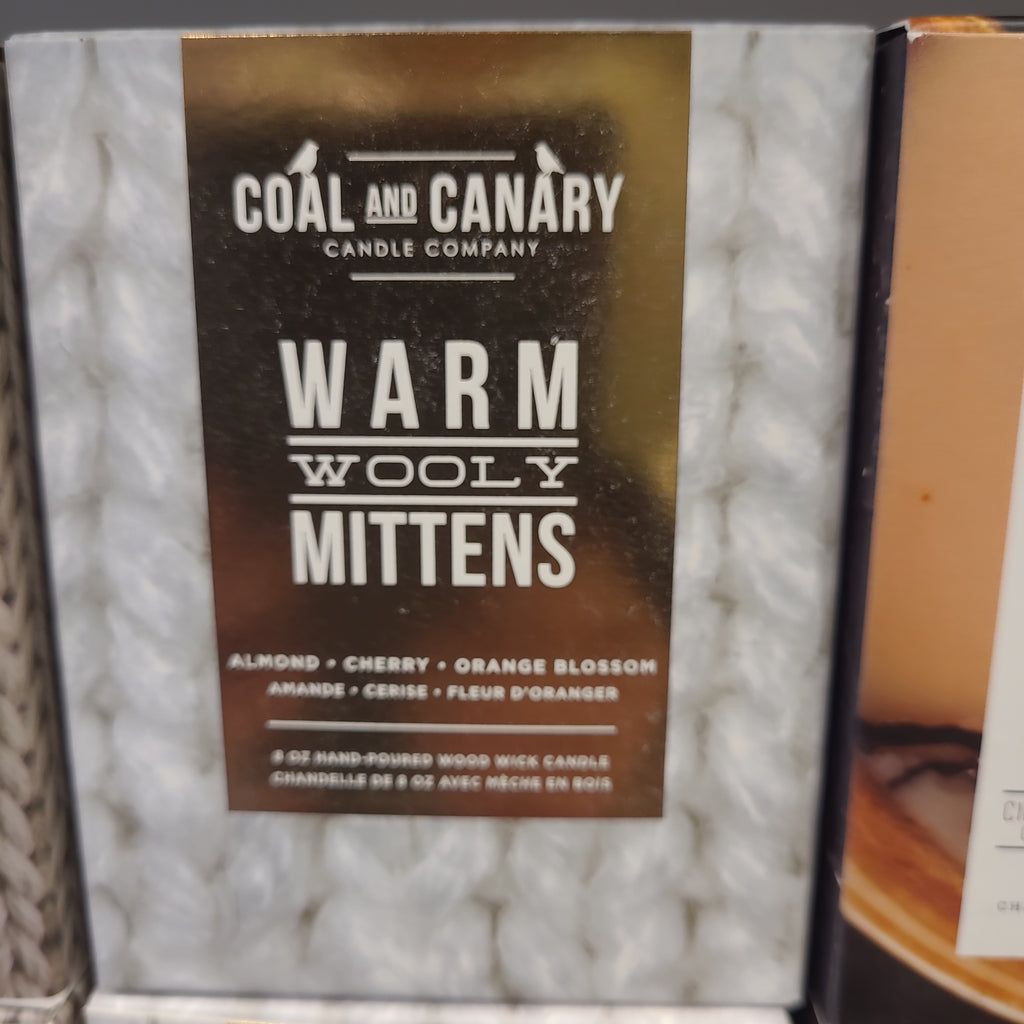 COAL AND CANARY
CANDLE COMPANY
WARM
WOOLY
MITTENS
ALMOND • CHERRY • ORANGE BLOSSOM
AMANDE • CERISE • FLEUR D'ORANGER
8 OZ HAND-POURED WOOD WICK CANDLE
CHANDELLE DE 8 OZ AVEC MÈCHE EN BOIS